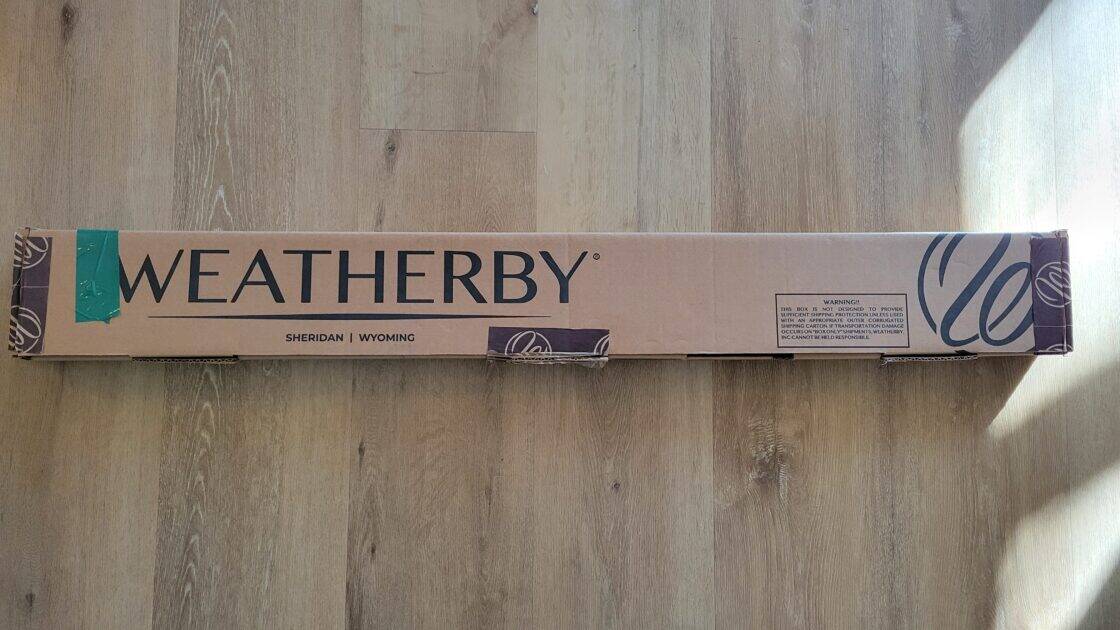 WEATHERBY®
SHERIDAN | WYOMING
WARNING!!
THIS BOX IS NOT DESIGNED TO PROVIDE
SUFFICIENT SHIPPING PROTECTION UNLESS USED
WITH AN APPROPRIATE OUTER CORRUGATED
SHIPPING CARTON. IF TRANSPORTATION DAMAGE
OCCURS ON "BOX ONLY" SHIPMENTS, WEATHERBY,
INC. CANNOT BE HELD RESPONSIBLE.